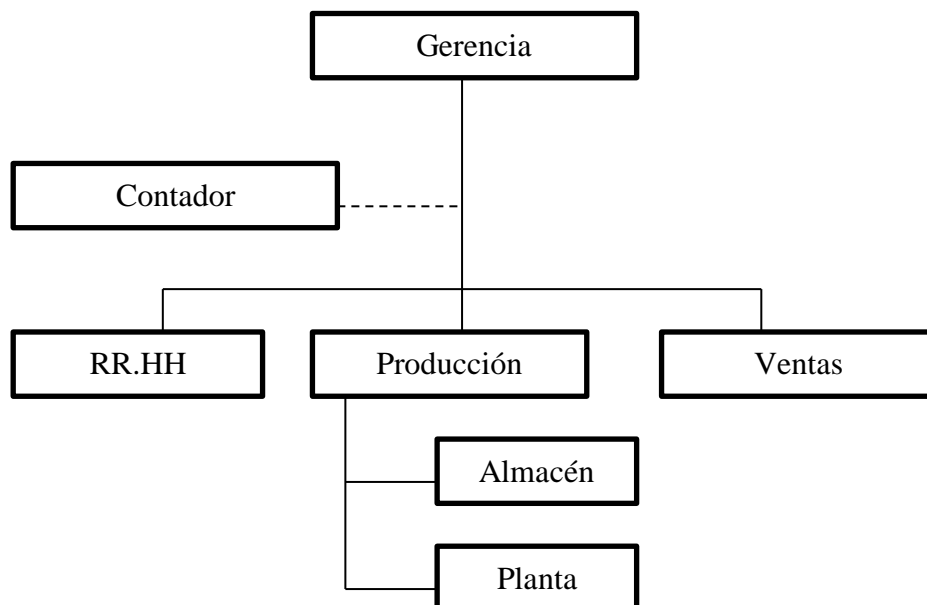 Gerencia
Contador
RR.HH
Producción
Ventas
Almacén
Planta